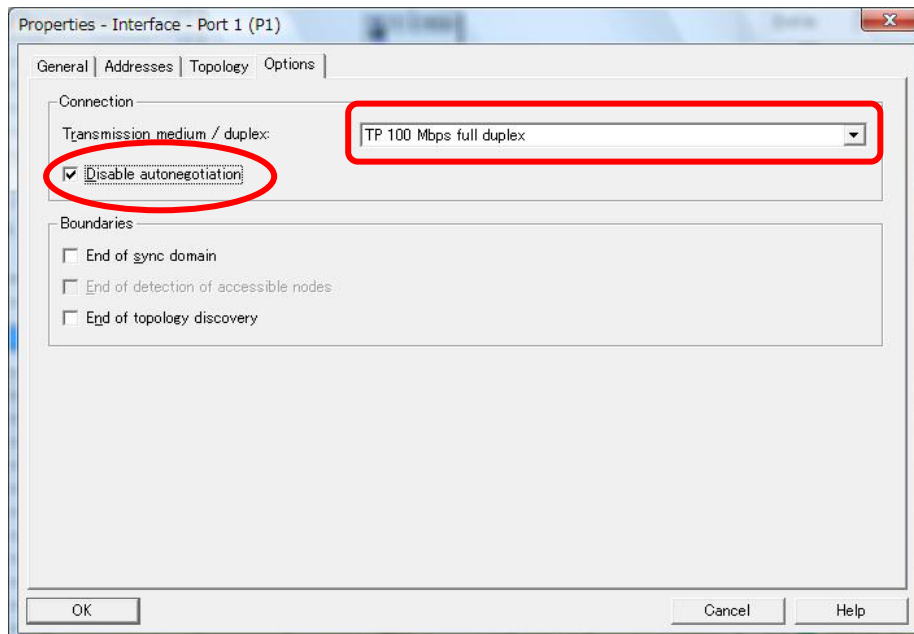 Properties - Interface - Port 1 (P1)
General Addresses Topology Options
Connection
Transmission medium / duplex: TP 100 Mbps full duplex
Disable autonegotiation
Boundaries
End of sync domain
End of detection of accessible nodes
End of topology discovery
OK Cancel Help